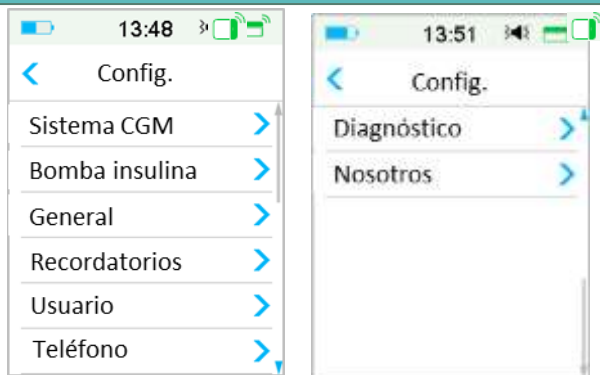 13:48
Config.
Sistema CGM
Bomba insulina
General
Recordatorios
Usuario
Teléfono
13:51
Config.
Diagnóstico
Nosotros